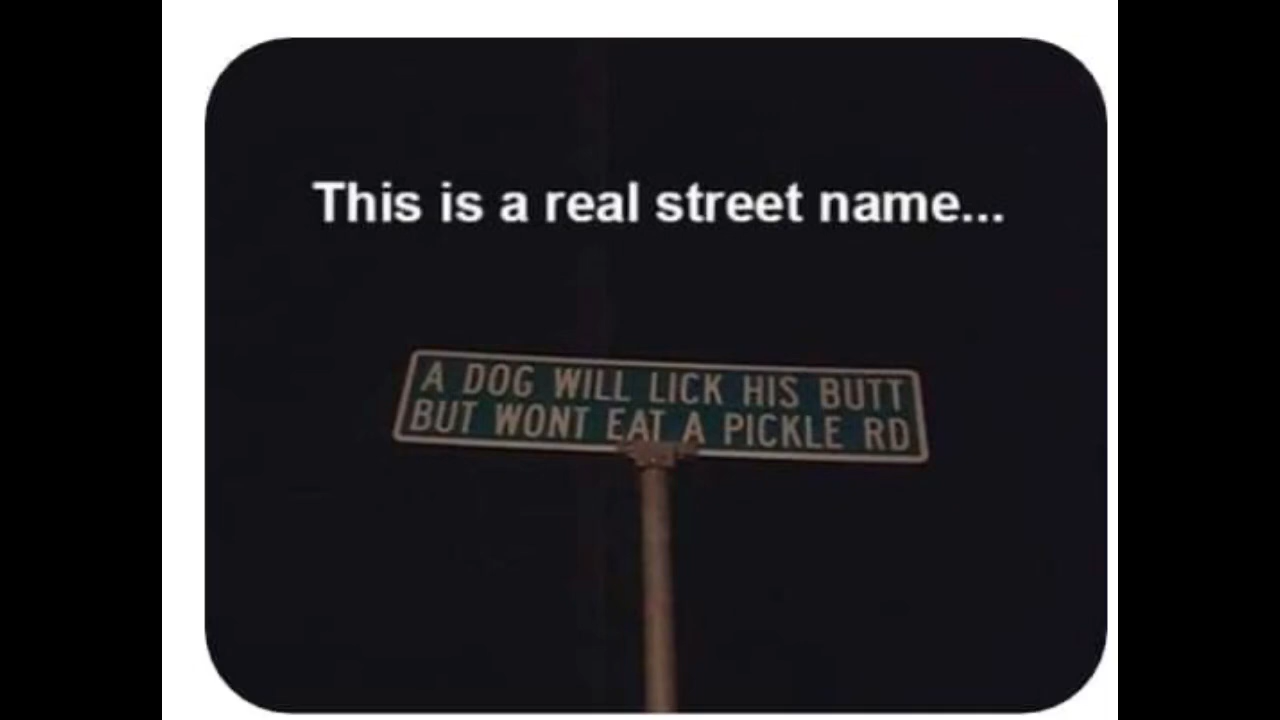 This is a real street name...
A DOG WILL LICK HIS BUTT
BUT WONT EAT A PICKLE RD